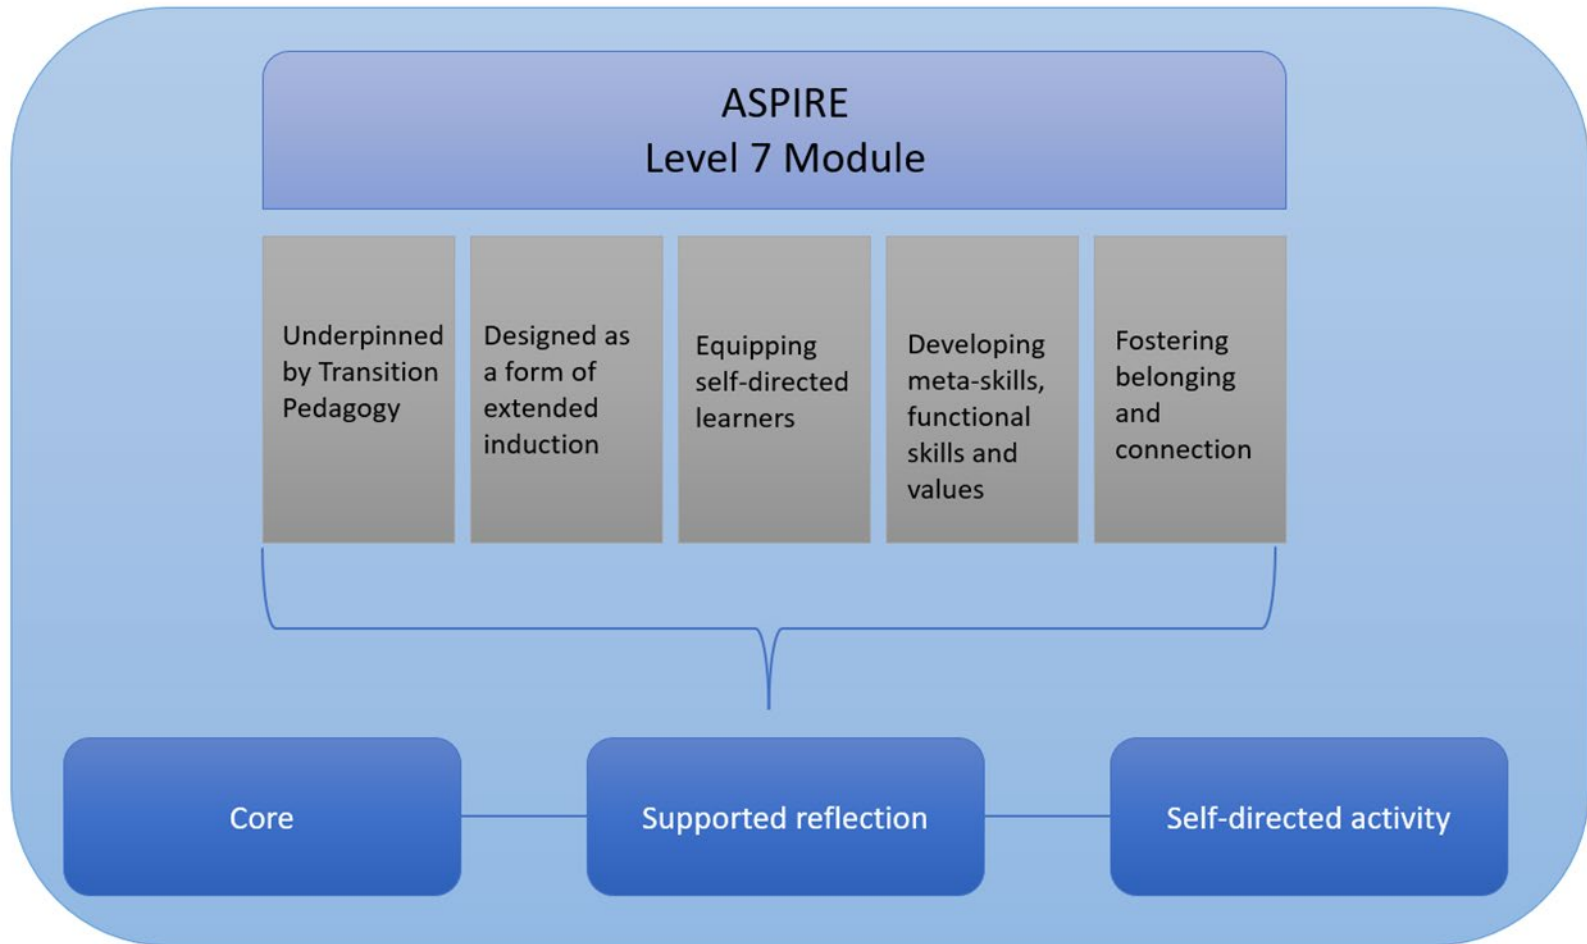 ASPIRE
Level 7 Module
Underpinned
by Transition
Pedagogy
Designed as
a form of
extended
induction
Equipping
self-directed
learners
Developing
meta-skills,
functional
skills and
values
Fostering
belonging
and
connection
Core
Supported reflection
Self-directed activity